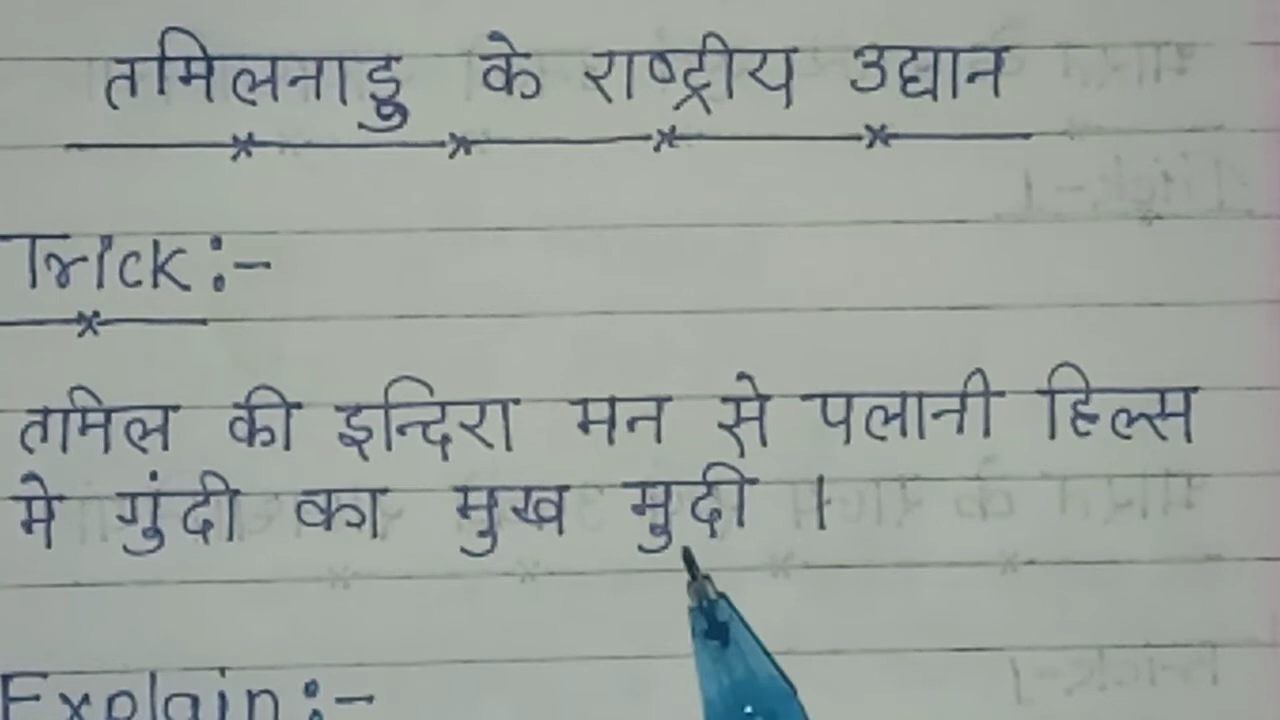 तमिलनाडु के राष्ट्रीय उद्यान
Trick:-
तमिल की इन्दिरा मन से पलानी हिल्स
मे गुंदी का मुख मुदी ।
Explain:-